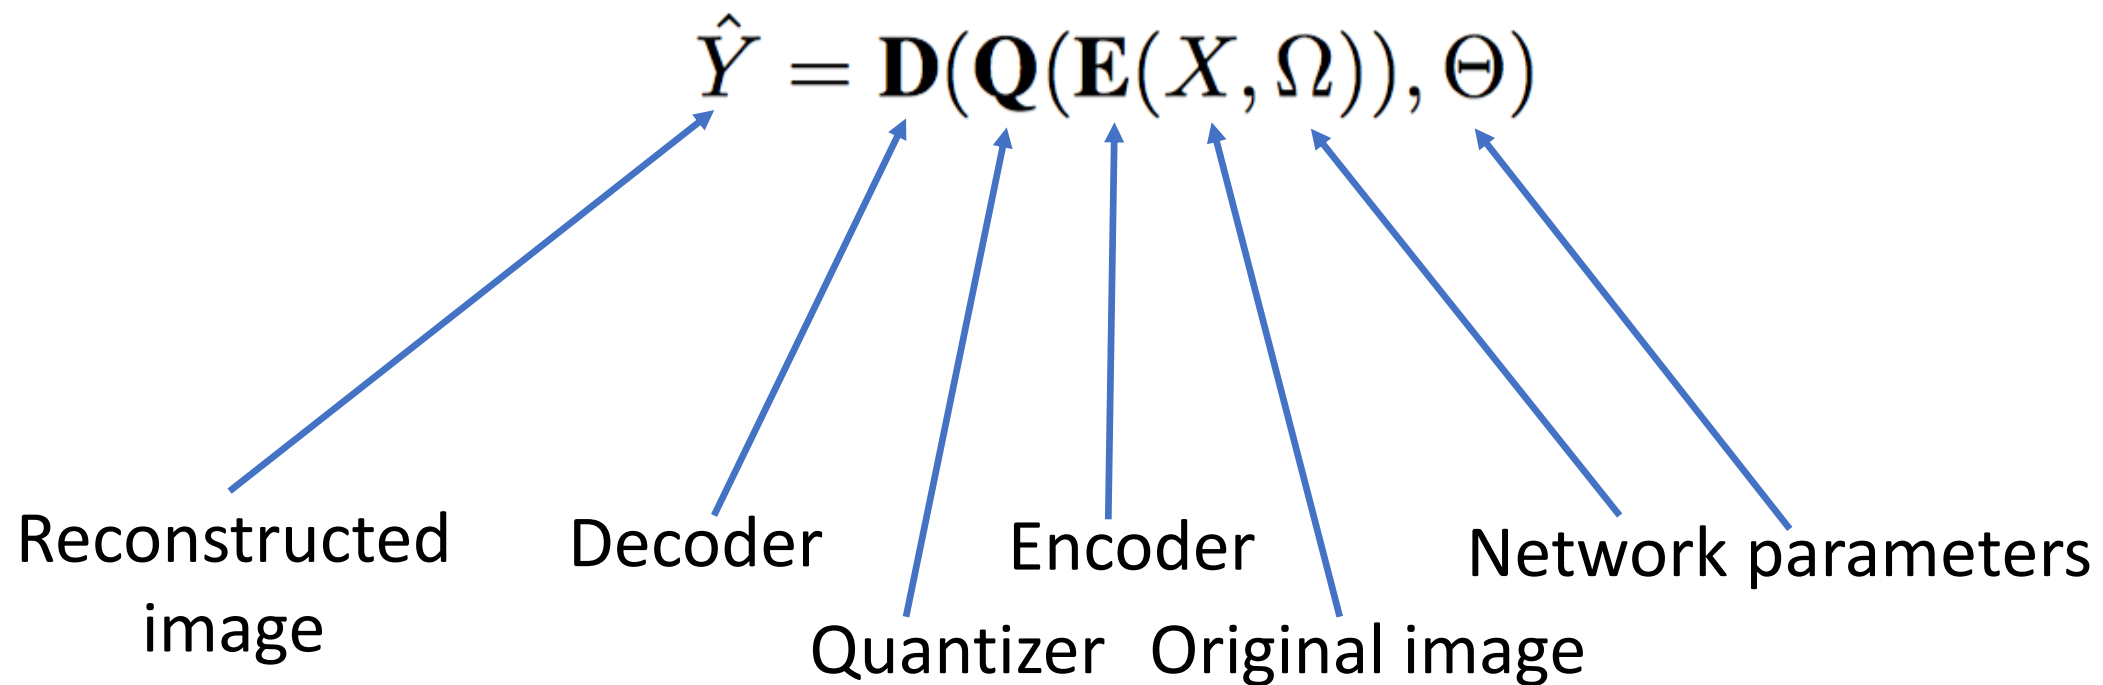 Ŷ = D(Q(E(X, Ω)), Θ)
Reconstructed
image
Decoder
Quantizer
Encoder
Original image
Network parameters